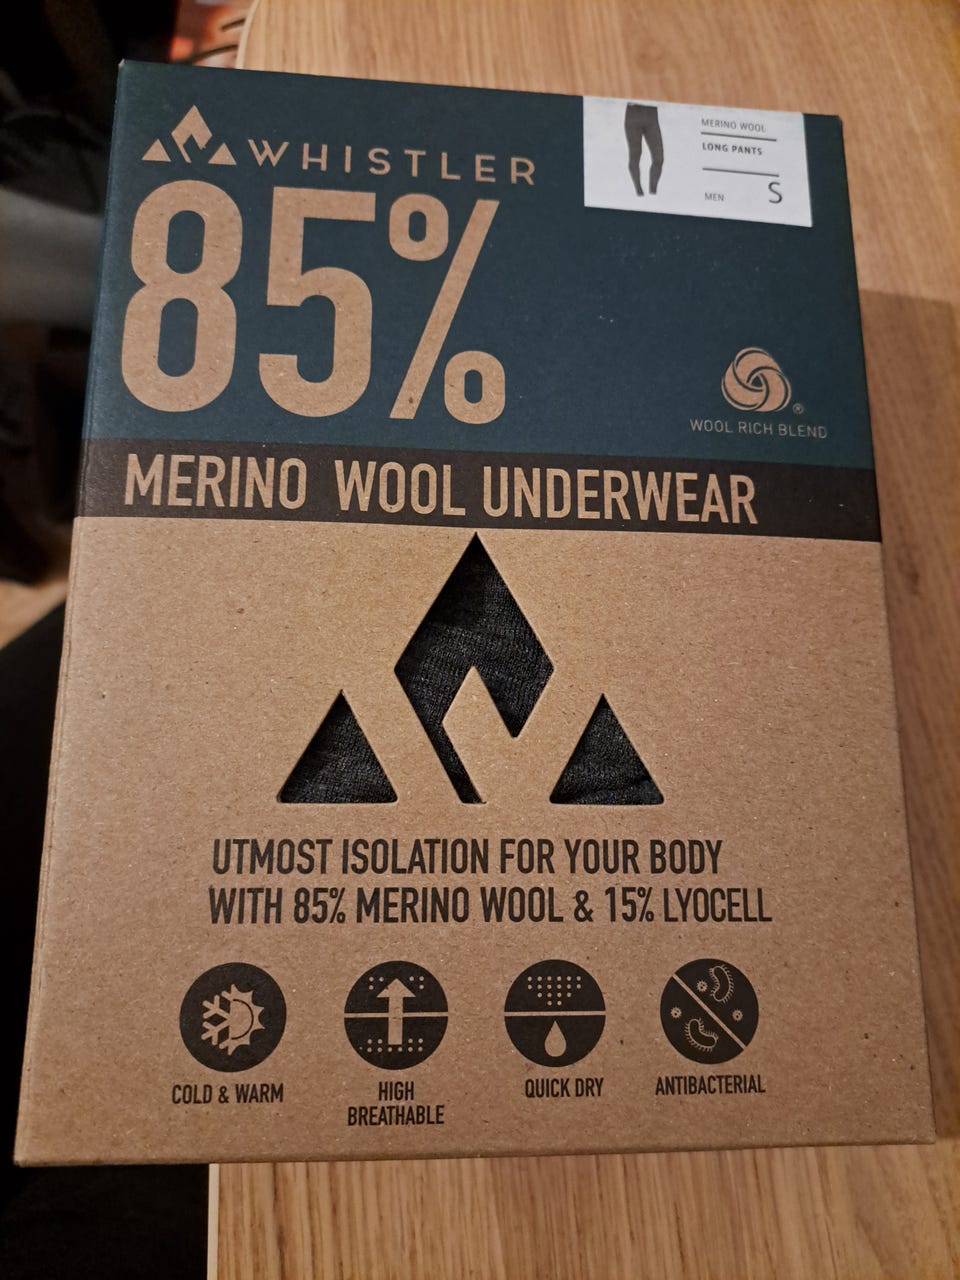 WHISTLER
85%
MERINO WOOL
LONG PANTS
MEN S
®
WOOL RICH BLEND
MERINO WOOL UNDERWEAR
UTMOST ISOLATION FOR YOUR BODY
WITH 85% MERINO WOOL & 15% LYOCELL
COLD & WARM
HIGH
BREATHABLE
QUICK DRY
ANTIBACTERIAL